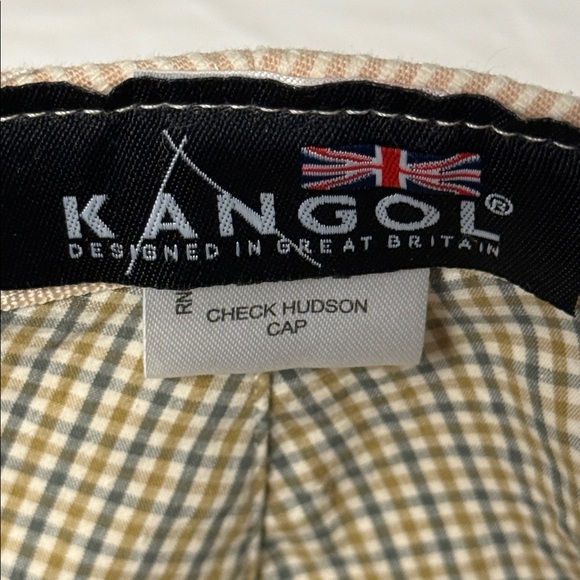 KANGOL®
DESIGNED IN GREAT BRITAIN
RN
CHECK HUDSON
CAP